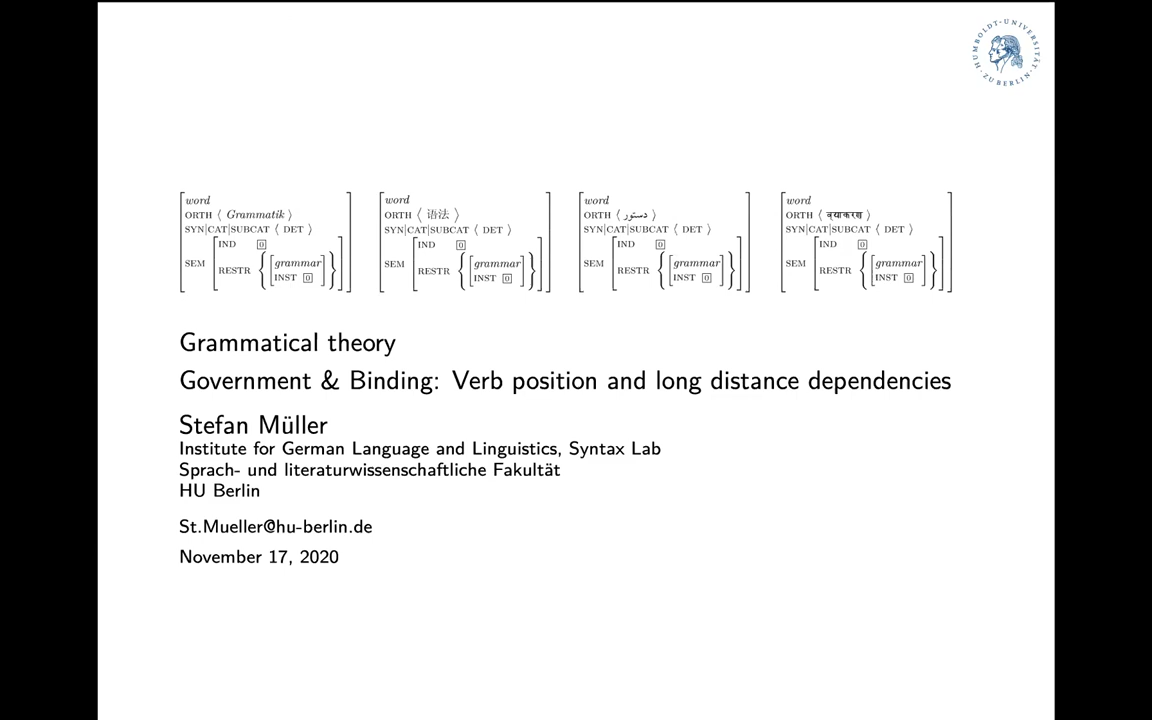 HUMBOLDT-UNIVERSITÄT ZU BERLIN
word
ORTH ⟨ Grammatik ⟩
SYN|CAT|SUBCAT ⟨ DET ⟩
SEM
IND 0
RESTR
grammar
INST 0
word
ORTH ⟨ 语法 ⟩
SYN|CAT|SUBCAT ⟨ DET ⟩
SEM
IND 0
RESTR
grammar
INST 0
word
ORTH ⟨ دستور ⟩
SYN|CAT|SUBCAT ⟨ DET ⟩
SEM
IND 0
RESTR
grammar
INST 0
word
ORTH ⟨ व्याकरण ⟩
SYN|CAT|SUBCAT ⟨ DET ⟩
SEM
IND 0
RESTR
grammar
INST 0
Grammatical theory
Government & Binding: Verb position and long distance dependencies
Stefan Müller
Institute for German Language and Linguistics, Syntax Lab
Sprach- und literaturwissenschaftliche Fakultät
HU Berlin
St.Mueller@hu-berlin.de
November 17, 2020